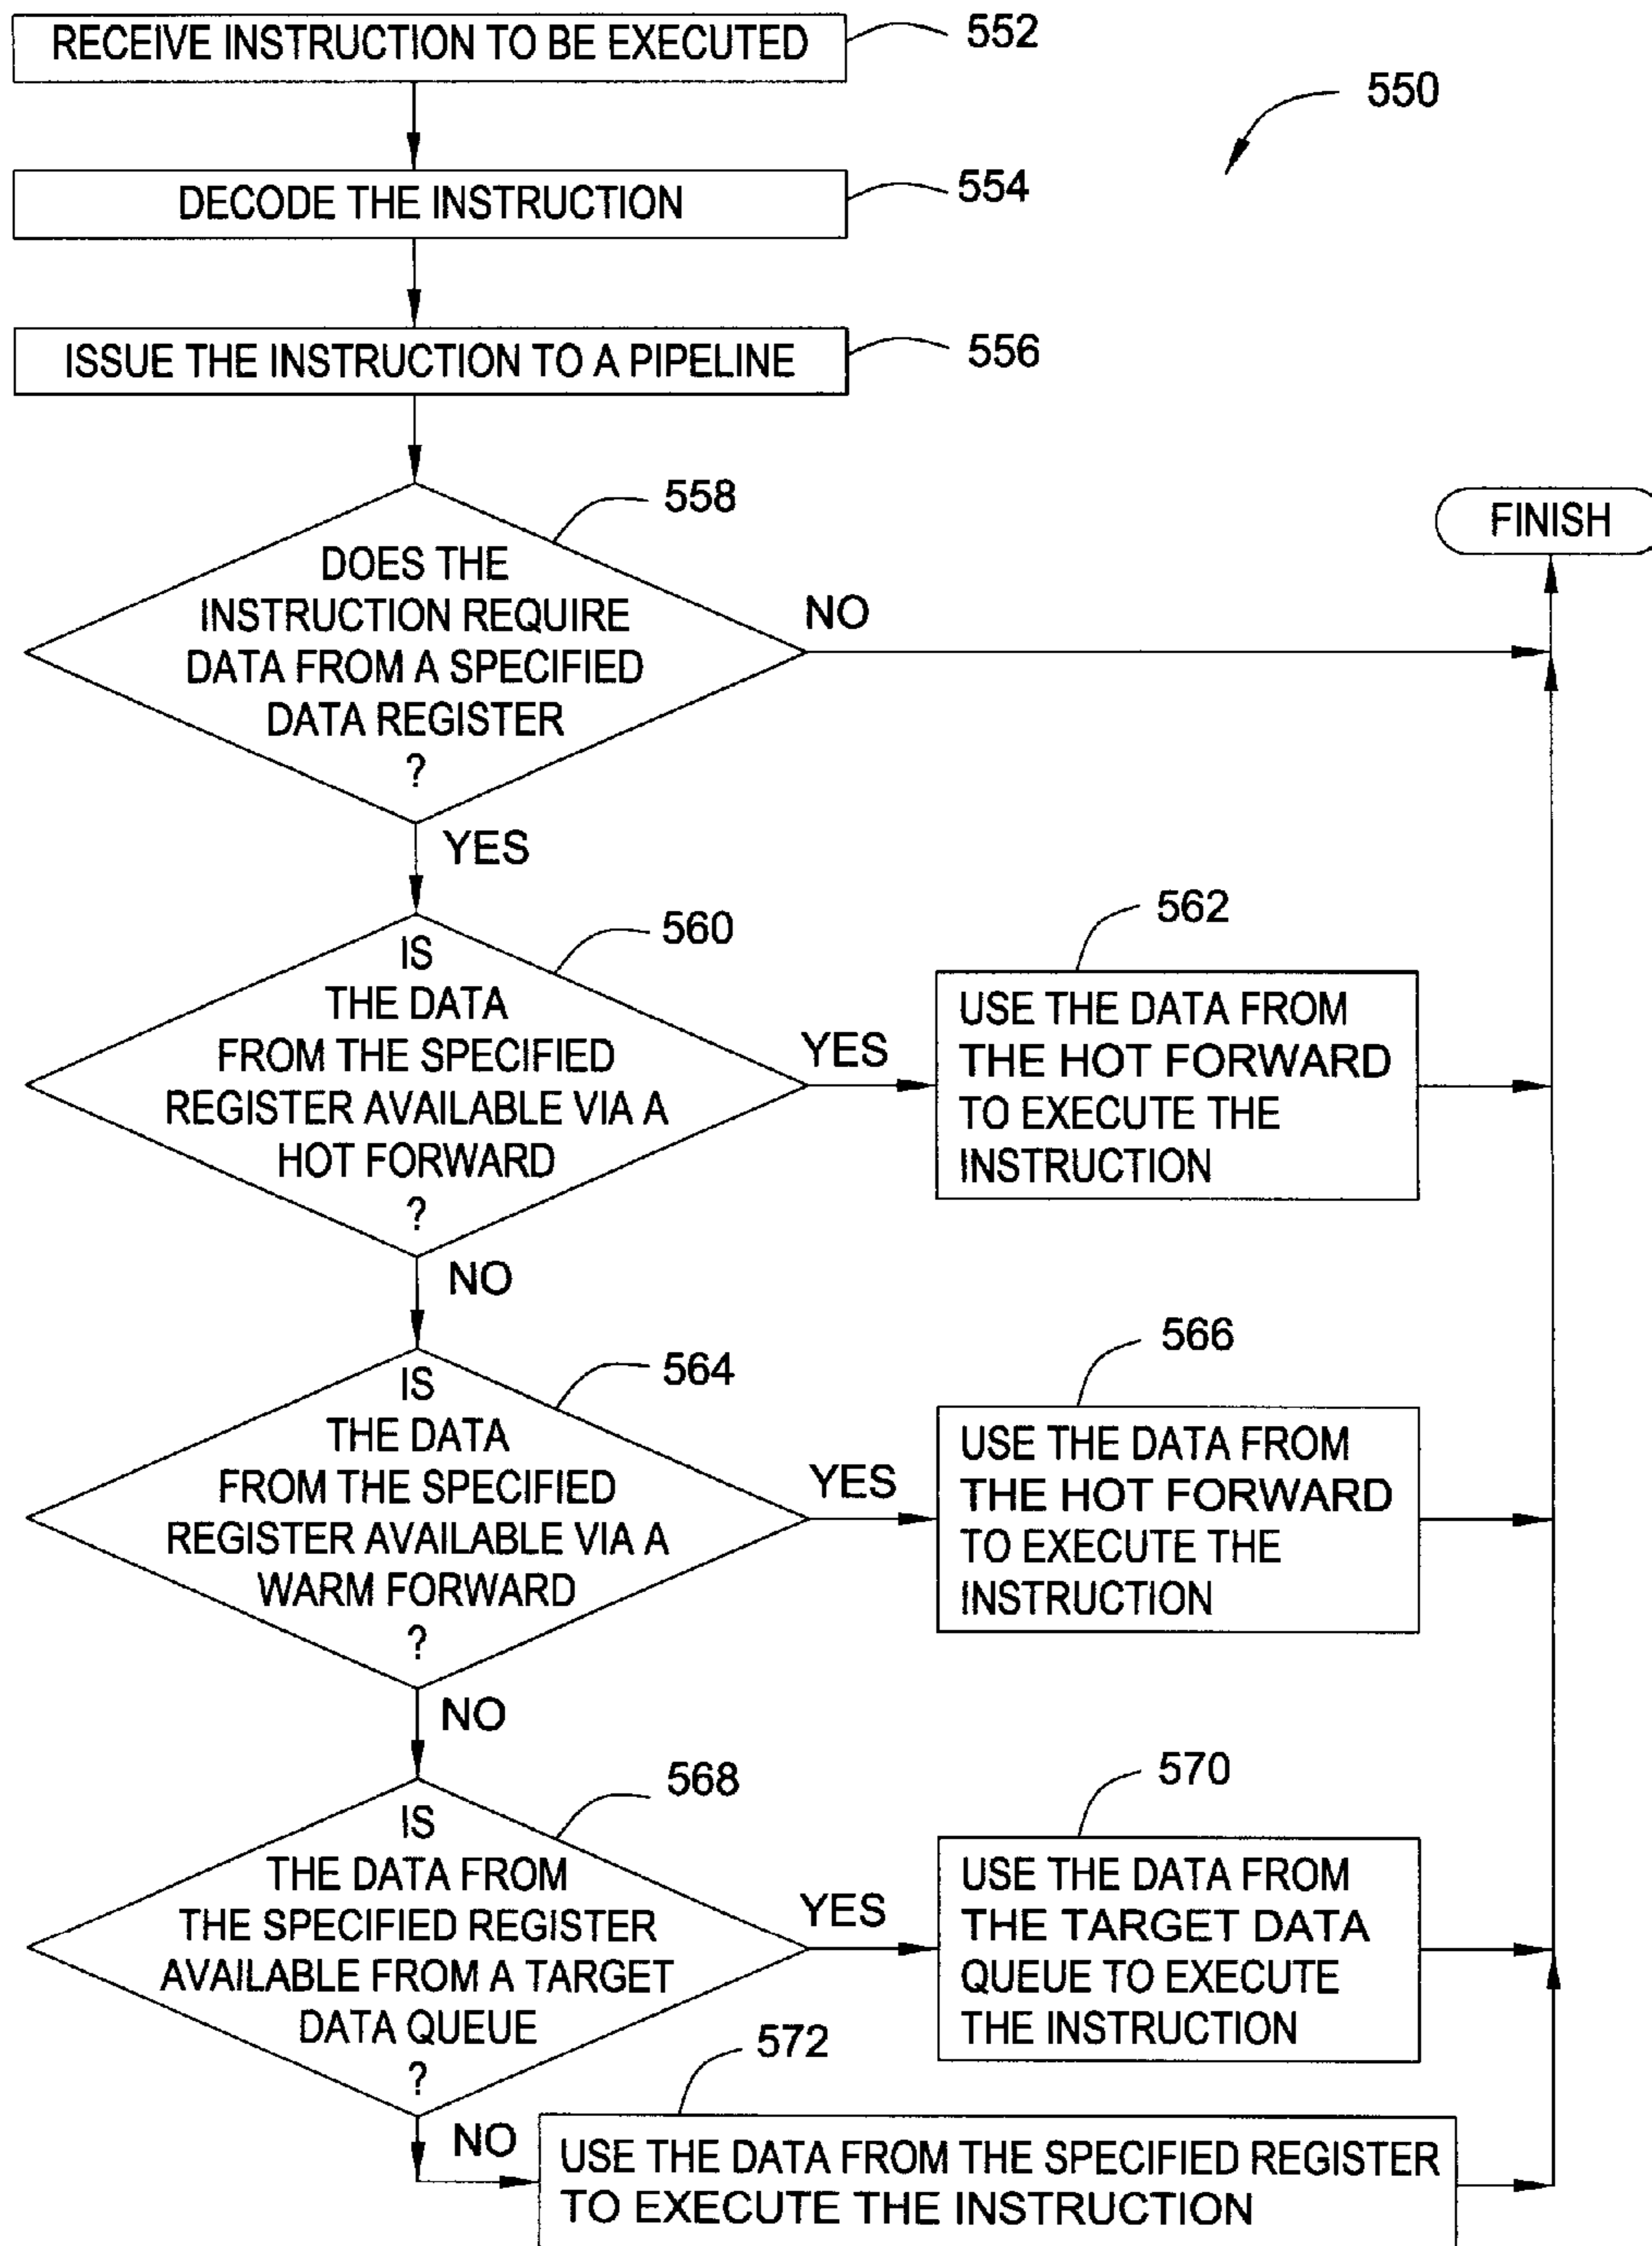 RECEIVE INSTRUCTION TO BE EXECUTED
552
550
DECODE THE INSTRUCTION
554
ISSUE THE INSTRUCTION TO A PIPELINE
556
558
DOES THE
INSTRUCTION REQUIRE
DATA FROM A SPECIFIED
DATA REGISTER
?
NO
FINISH
YES
560
IS
THE DATA
FROM THE SPECIFIED
REGISTER AVAILABLE VIA A
HOT FORWARD
?
YES
562
USE THE DATA FROM
THE HOT FORWARD
TO EXECUTE THE
INSTRUCTION
NO
564
IS
THE DATA
FROM THE SPECIFIED
REGISTER AVAILABLE VIA A
WARM FORWARD
?
YES
566
USE THE DATA FROM
THE HOT FORWARD
TO EXECUTE THE
INSTRUCTION
NO
568
IS
THE DATA FROM
THE SPECIFIED REGISTER
AVAILABLE FROM A TARGET
DATA QUEUE
?
YES
570
USE THE DATA FROM
THE TARGET DATA
QUEUE TO EXECUTE
THE INSTRUCTION
NO
572
USE THE DATA FROM THE SPECIFIED REGISTER
TO EXECUTE THE INSTRUCTION